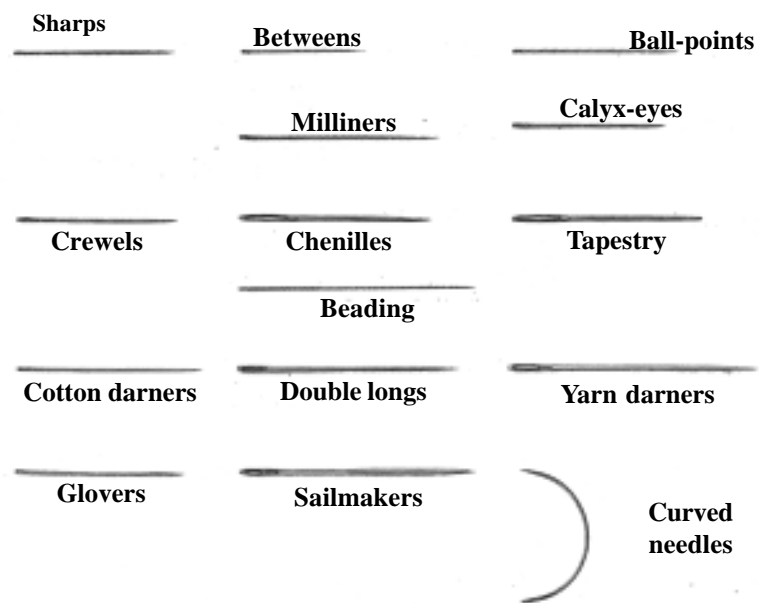 Sharps
Betweens
Ball-points
Milliners
Calyx-eyes
Crewels
Chenilles
Tapestry
Beading
Cotton darners
Double longs
Yarn darners
Glovers
Sailmakers
Curved
needles